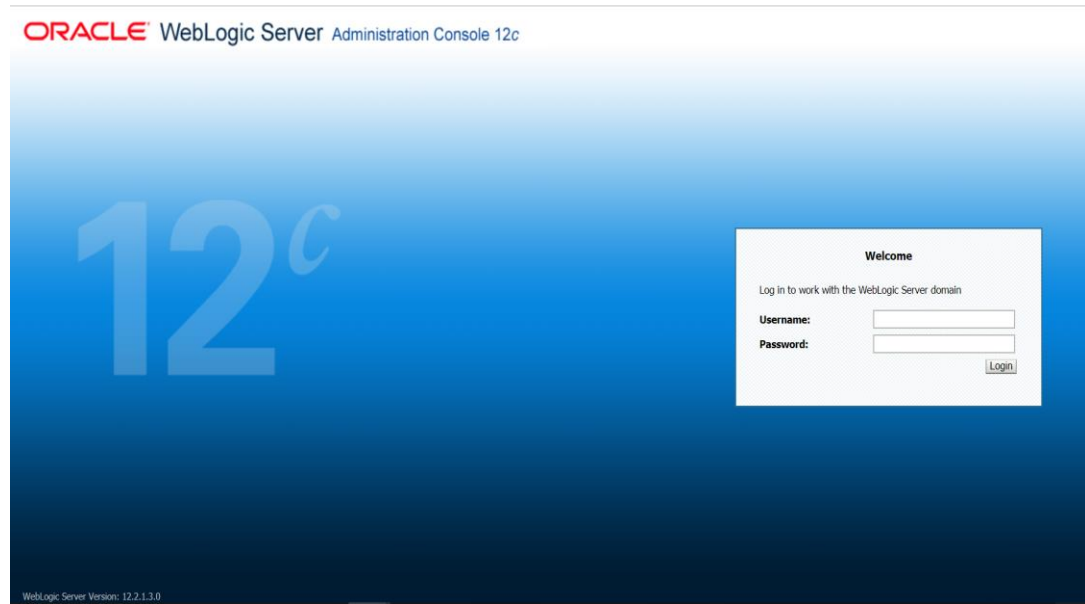 ORACLE WebLogic Server Administration Console 12c
12c
Welcome
Log in to work with the WebLogic Server domain
Username:
Password:
Login
WebLogic Server Version: 12.2.1.3.0